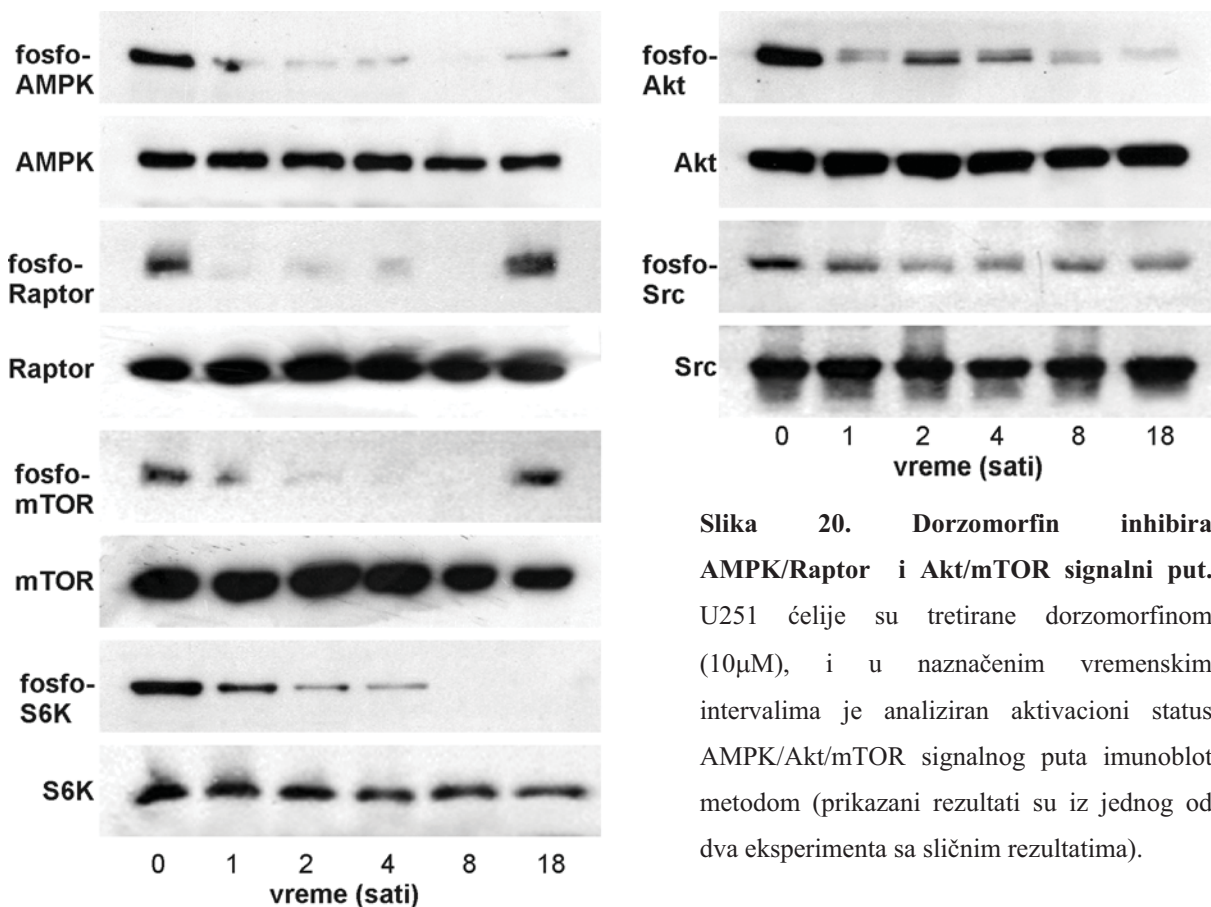 fosfo-
AMPK
AMPK
fosfo-
Raptor
Raptor
fosfo-
mTOR
mTOR
fosfo-
S6K
S6K
0 1 2 4 8 18
vreme (sati)
fosfo-
Akt
Akt
fosfo-
Src
Src
0 1 2 4 8 18
vreme (sati)
Slika 20. Dorzomorfin inhibira
AMPK/Raptor i Akt/mTOR signalni put.
U251 ćelije su tretirane dorzomorfinom
(10μM), i u naznačenim vremenskim
intervalima je analiziran aktivacioni status
AMPK/Akt/mTOR signalnog puta imunoblot
metodom (prikazani rezultati su iz jednog od
dva eksperimenta sa sličnim rezultatima).